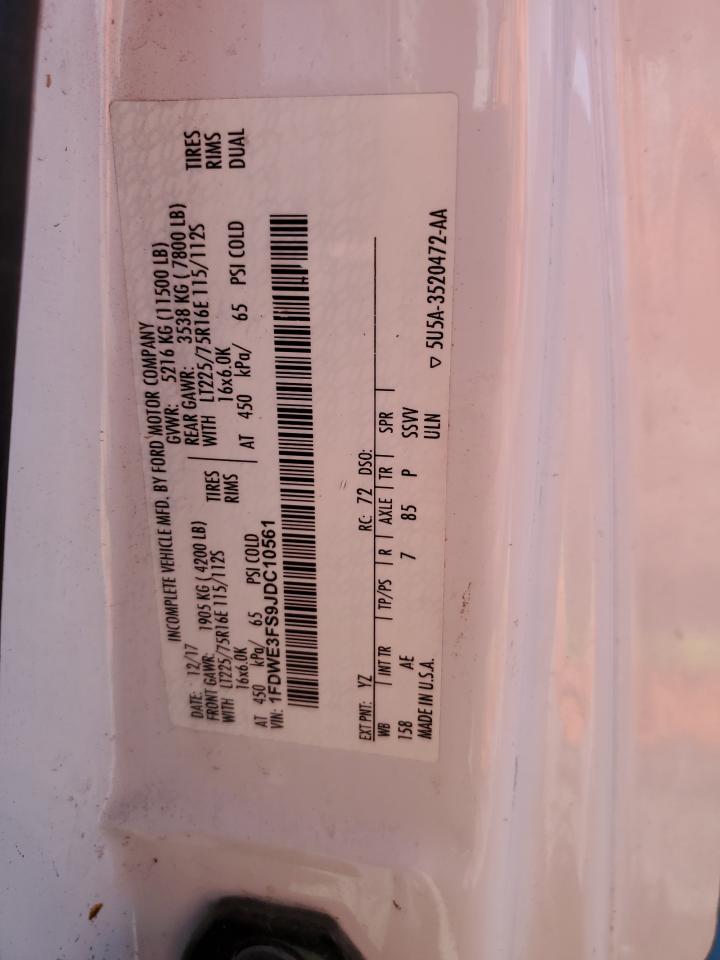 INCOMPLETE VEHICLE MFD. BY FORD MOTOR COMPANY
DATE: 12/17 GVWR: 5216 KG (11500 LB)
FRONT GAWR: 1905 KG ( 4200 LB) REAR GAWR: 3538 KG ( 7800 LB)
WITH LT225/75R16E 115/112S TIRES WITH LT225/75R16E 115/112S TIRES
16x6.0K RIMS 16x6.0K RIMS
AT 450 kPa/ 65 PSI COLD AT 450 kPa/ 65 PSI COLD DUAL
VIN: 1FDWE3FS9JDC10561
EXT PNT: YZ RC: 72 DSO:
WB INT TR TP/PS R AXLE TR SPR
158 AE 7 85 P SSVV
MADE IN U.S.A. ULN
▽ 5U5A-3520472-AA